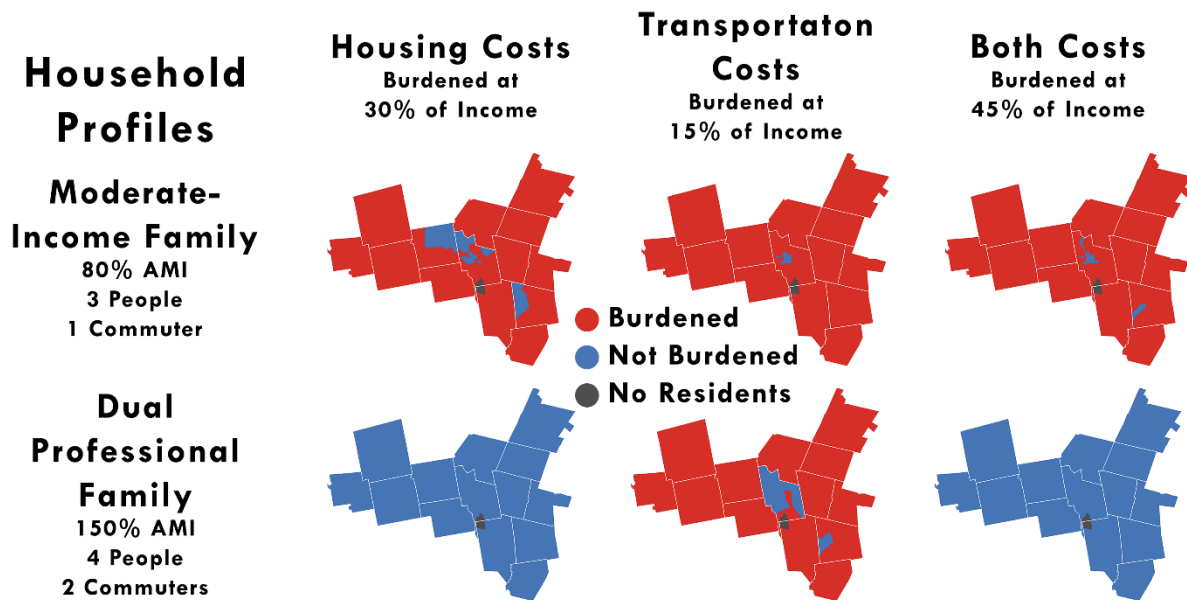 Household
Profiles
Housing Costs
Burdened at
30% of Income
Transportaton
Costs
Burdened at
15% of Income
Both Costs
Burdened at
45% of Income
Moderate-
Income Family
80% AMI
3 People
1 Commuter
Burdened
Not Burdened
No Residents
Dual
Professional
Family
150% AMI
4 People
2 Commuters